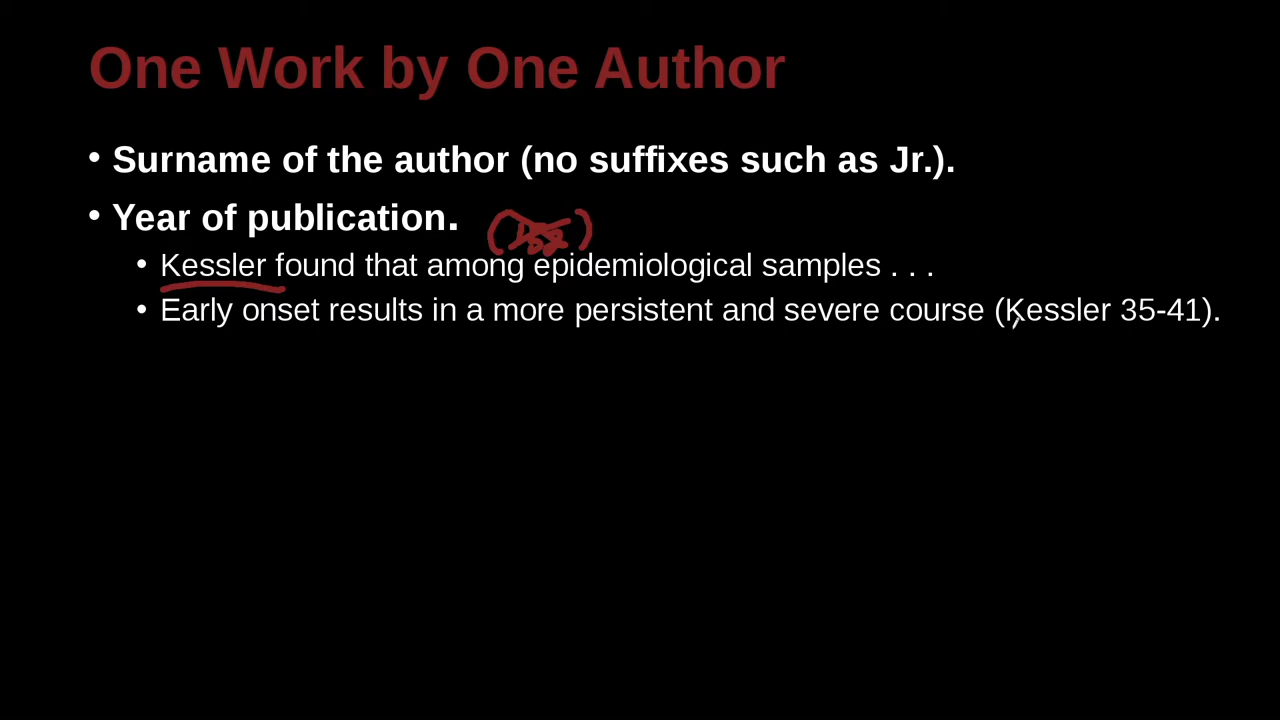 One Work by One Author
• Surname of the author (no suffixes such as Jr.).
• Year of publication.
• Kessler found that among epidemiological samples . . .
• Early onset results in a more persistent and severe course (Kessler 35-41).